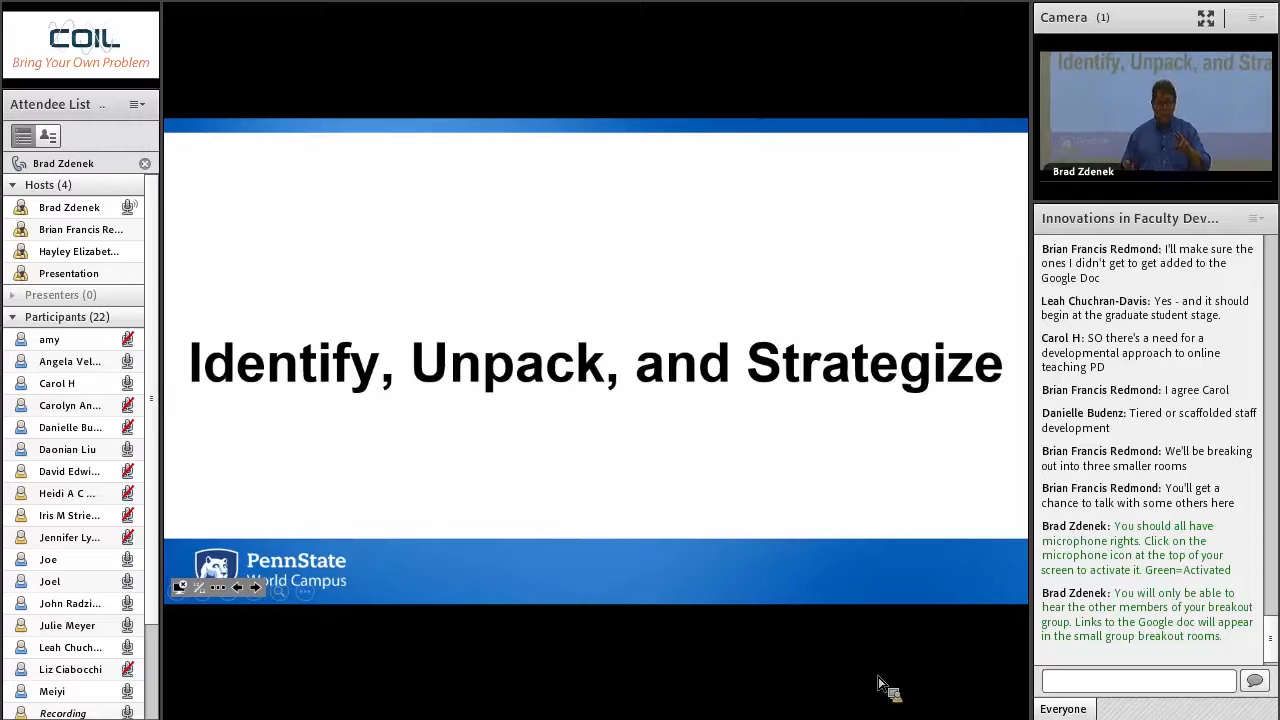 COIL
Bring Your Own Problem
Attendee List ..
Brad Zdenek
Hosts (4)
Brad Zdenek
Brian Francis Re...
Hayley Elizabet...
Presentation
Presenters (0)
Participants (22)
amy
Angela Vel...
Carol H
Carolyn An...
Danielle Bu...
Daonian Liu
David Edwi...
Heidi A C ...
Iris M Strie...
Jennifer Ly...
Joe
Joel
John Radzi...
Julie Meyer
Leah Chuch...
Liz Ciabocchi
Meiyi
Recording
Identify, Unpack, and Strategize
PennState
World Campus
Camera (1)
Identify, Unpack, and Stra
Brad Zdenek
Innovations in Faculty Dev...
Brian Francis Redmond: I'll make sure the
ones I didn't get to get added to the
Google Doc
Leah Chuchran-Davis: Yes - and it should
begin at the graduate student stage.
Carol H: SO there's a need for a
developmental approach to online
teaching PD
Brian Francis Redmond: I agree Carol
Danielle Budenz: Tiered or scaffolded staff
development
Brian Francis Redmond: We'll be breaking
out into three smaller rooms
Brian Francis Redmond: You'll get a
chance to talk with some others here
Brad Zdenek: You should all have
microphone rights. Click on the
microphone icon at the top of your
screen to activate it. Green=Activated
Brad Zdenek: You will only be able to
hear the other members of your breakout
group. Links to the Google doc will appear
in the small group breakout rooms.
Everyone